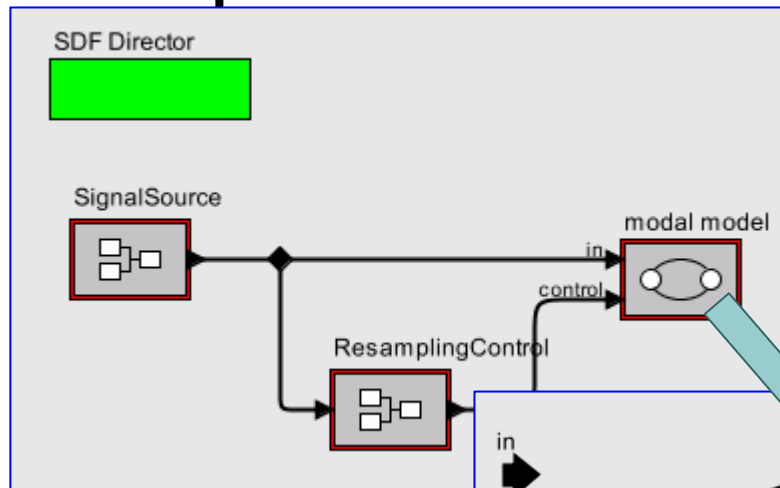 SDF Director
SignalSource
modal model
in
control
ResamplingControl
in